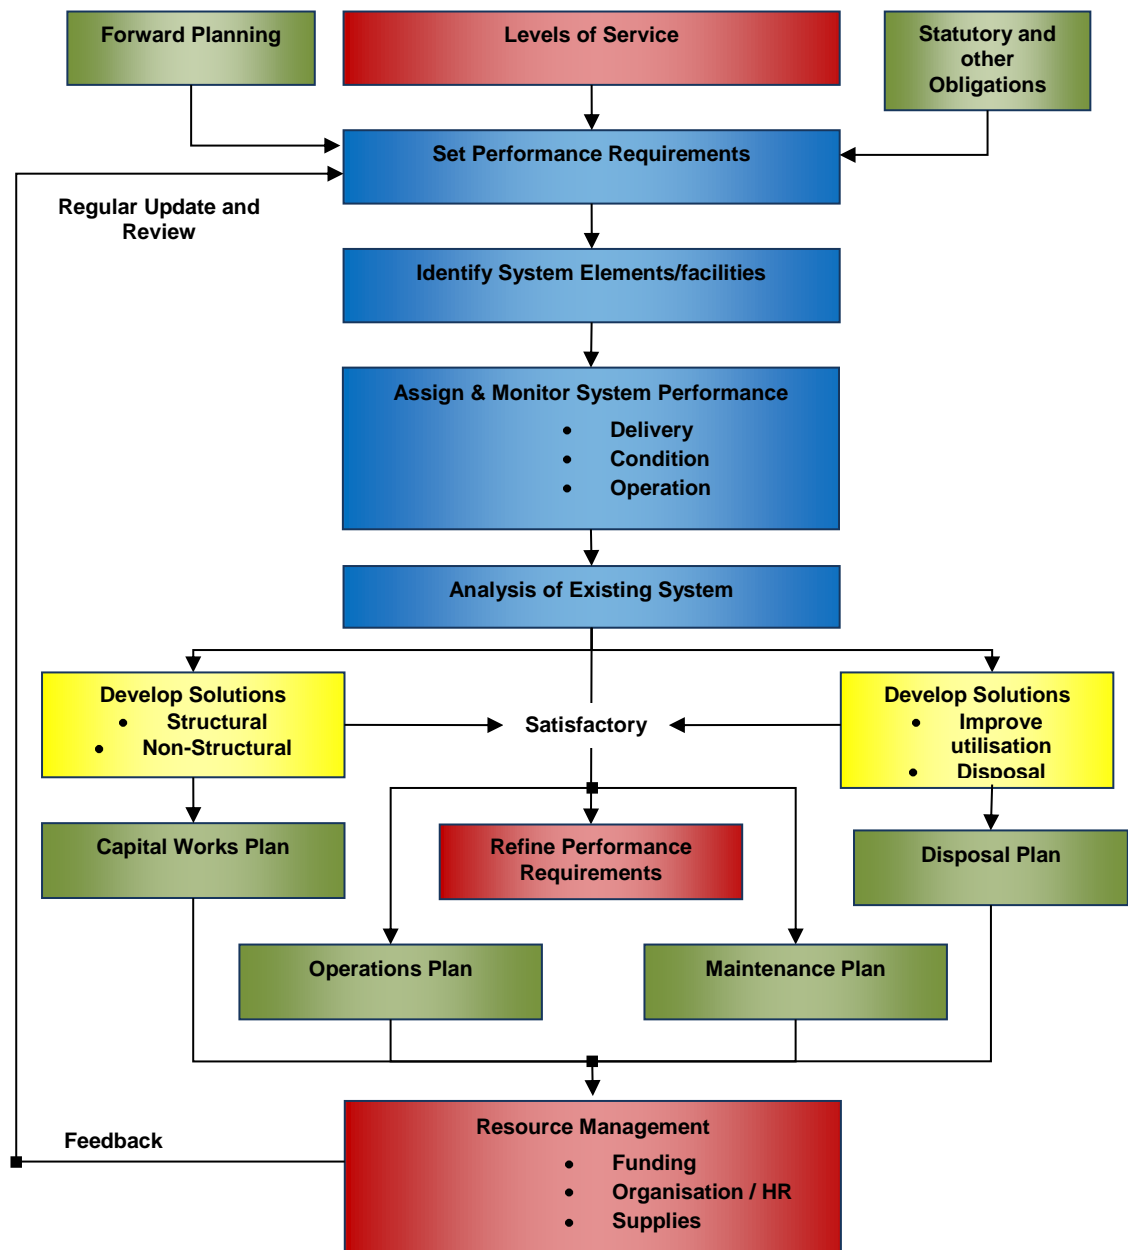 Forward Planning
Levels of Service
Statutory and
other
Obligations
Set Performance Requirements
Regular Update and
Review
Identify System Elements/facilities
Assign & Monitor System Performance
• Delivery
• Condition
• Operation
Analysis of Existing System
Develop Solutions
• Structural
• Non-Structural
Satisfactory
Develop Solutions
• Improve
utilisation
• Disposal
Capital Works Plan
Refine Performance
Requirements
Disposal Plan
Operations Plan
Maintenance Plan
Resource Management
• Funding
• Organisation / HR
• Supplies
Feedback